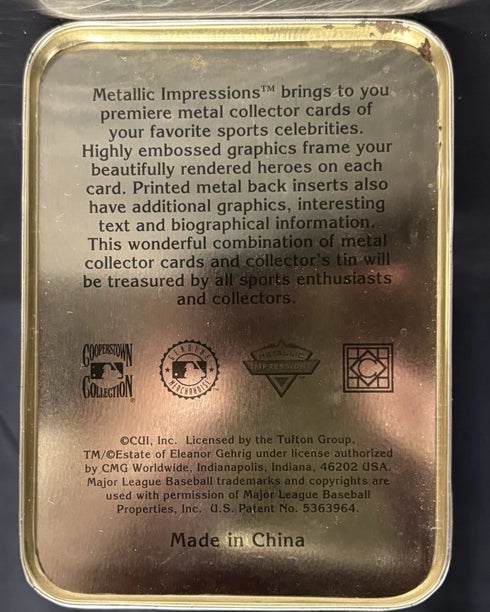 Metallic Impressions™ brings to you
premiere metal collector cards of
your favorite sports celebrities.
Highly embossed graphics frame your
beautifully rendered heroes on each
card. Printed metal back inserts also
have additional graphics, interesting
text and biographical information.
This wonderful combination of metal
collector cards and collector's tin will
be treasured by all sports enthusiasts
and collectors.
COOPERSTOWN
COLLECTION®
GENUINE
MERCHANDISE™
METALLIC
IMPRESSIONS
C
©CUI, Inc. Licensed by the Tufton Group.
TM/©Estate of Eleanor Gehrig under license authorized
by CMG Worldwide, Indianapolis, Indiana, 46202 USA.
Major League Baseball trademarks and copyrights are
used with permission of Major League Baseball
Properties, Inc. U.S. Patent No. 5363964.
Made in China